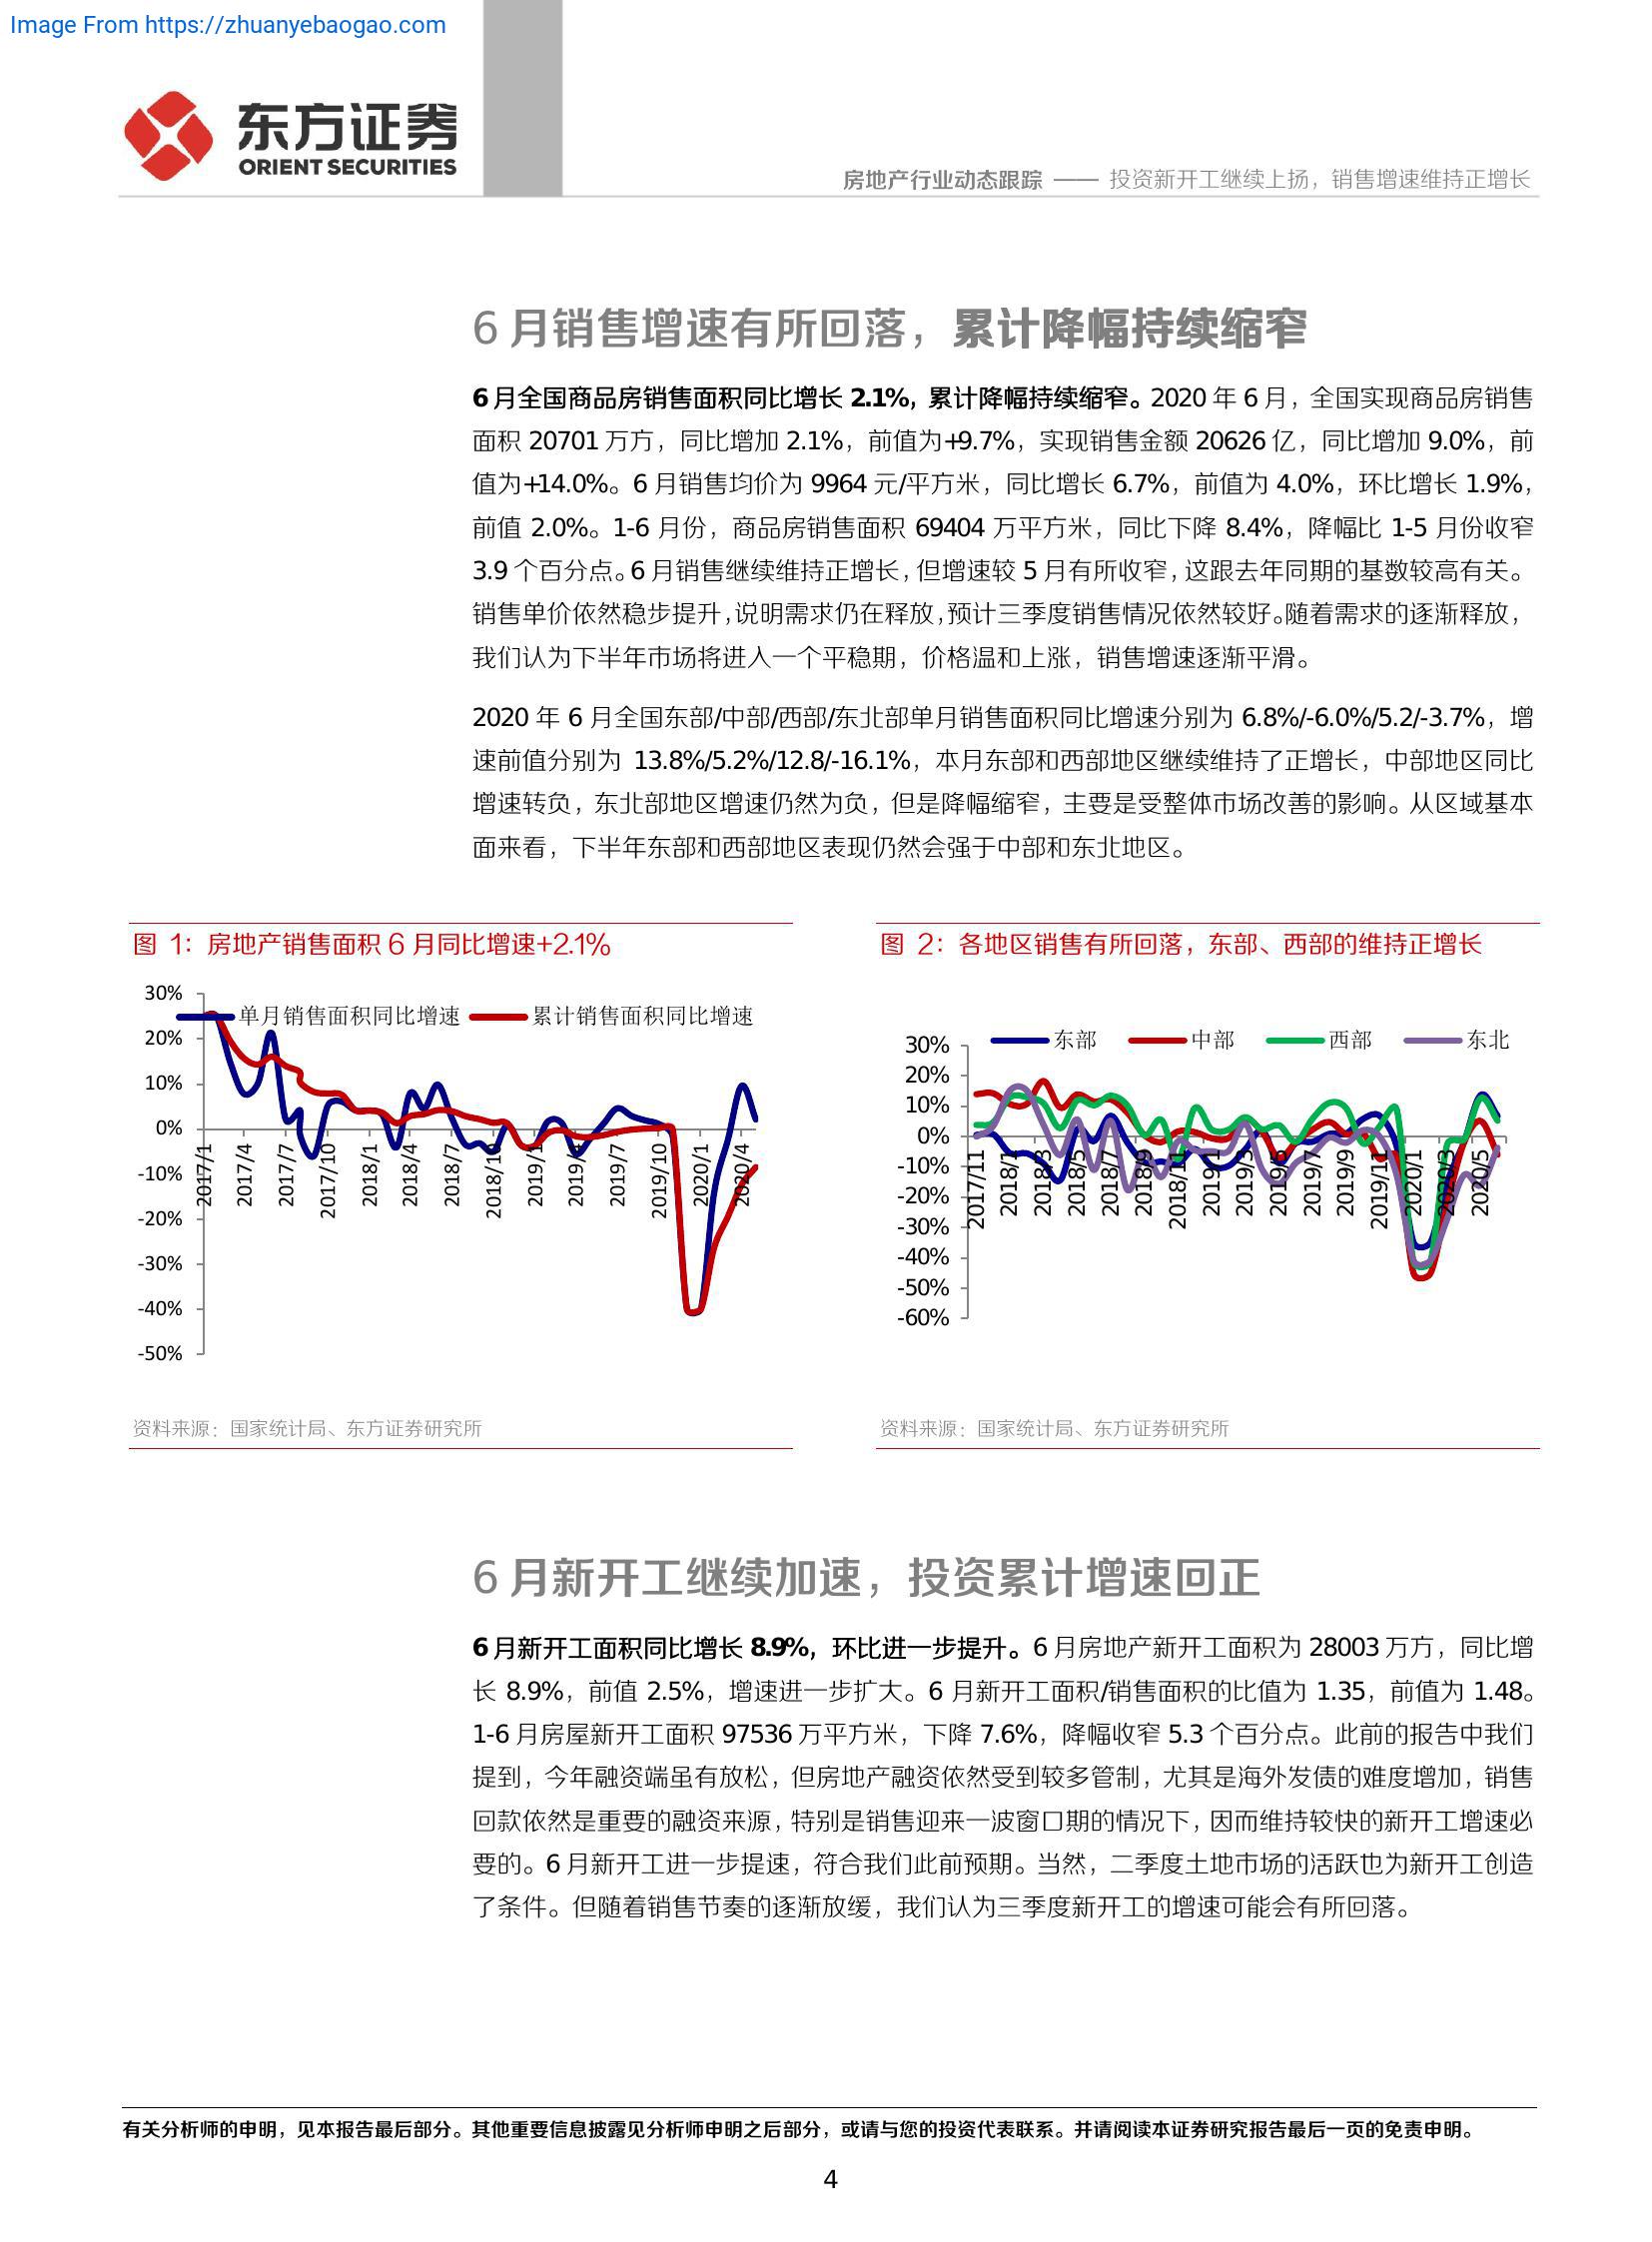 Image From https://zhuanyebaogao.com
东方证券
ORIENT SECURITIES
房地产行业动态跟踪 —— 投资新开工继续上扬，销售增速维持正增长
6 月销售增速有所回落，累计降幅持续缩窄
6 月全国商品房销售面积同比增长 2.1%，累计降幅持续缩窄。2020 年 6 月，全国实现商品房销售
面积 20701 万方，同比增加 2.1%，前值为+9.7%，实现销售金额 20626 亿，同比增加 9.0%，前
值为+14.0%。6 月销售均价为 9964 元/平方米，同比增长 6.7%，前值为 4.0%，环比增长 1.9%，
前值 2.0%。1-6 月份，商品房销售面积 69404 万平方米，同比下降 8.4%，降幅比 1-5 月份收窄
3.9 个百分点。6 月销售继续维持正增长，但增速较 5 月有所收窄，这跟去年同期的基数较高有关。
销售单价依然稳步提升，说明需求仍在释放，预计三季度销售情况依然较好。随着需求的逐渐释放，
我们认为下半年市场将进入一个平稳期，价格温和上涨，销售增速逐渐平滑。
2020 年 6 月全国东部/中部/西部/东北部单月销售面积同比增速分别为 6.8%/-6.0%/5.2/-3.7%，增
速前值分别为 13.8%/5.2%/12.8/-16.1%，本月东部和西部地区继续维持了正增长，中部地区同比
增速转负，东北部地区增速仍然为负，但是降幅缩窄，主要是受整体市场改善的影响。从区域基本
面来看，下半年东部和西部地区表现仍然会强于中部和东北地区。
图 1：房地产销售面积 6 月同比增速+2.1%
单月销售面积同比增速 累计销售面积同比增速
30%
20%
10%
0%
-10%
-20%
-30%
-40%
-50%
2017/1 2017/4 2017/7 2017/10 2018/1 2018/4 2018/7 2018/10 2019/1 2019/4 2019/7 2019/10 2020/1 2020/4
资料来源：国家统计局、东方证券研究所
图 2：各地区销售有所回落，东部、西部的维持正增长
东部 中部 西部 东北
30%
20%
10%
0%
-10%
-20%
-30%
-40%
-50%
-60%
2017/11 2018/1 2018/3 2018/5 2018/7 2018/9 2018/11 2019/1 2019/3 2019/5 2019/7 2019/9 2019/11 2020/1 2020/3 2020/5
资料来源：国家统计局、东方证券研究所
6 月新开工继续加速，投资累计增速回正
6 月新开工面积同比增长 8.9%，环比进一步提升。6 月房地产新开工面积为 28003 万方，同比增
长 8.9%，前值 2.5%，增速进一步扩大。6 月新开工面积/销售面积的比值为 1.35，前值为 1.48。
1-6 月房屋新开工面积 97536 万平方米，下降 7.6%，降幅收窄 5.3 个百分点。此前的报告中我们
提到，今年融资端虽有放松，但房地产融资依然受到较多管制，尤其是海外发债的难度增加，销售
回款依然是重要的融资来源，特别是销售迎来一波窗口期的情况下，因而维持较快的新开工增速必
要的。6 月新开工进一步提速，符合我们此前预期。当然，二季度土地市场的活跃也为新开工创造
了条件。但随着销售节奏的逐渐放缓，我们认为三季度新开工的增速可能会有所回落。
有关分析师的申明，见本报告最后部分。其他重要信息披露见分析师申明之后部分，或请与您的投资代表联系。并请阅读本证券研究报告最后一页的免责申明。
4